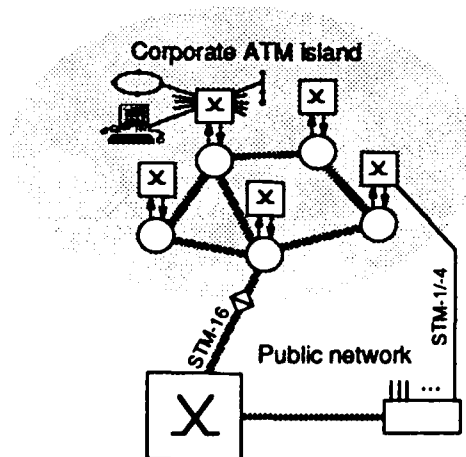 Corporate ATM island
X
X
X
X
X
STM-16
STM-1/-4
Public network
...
X